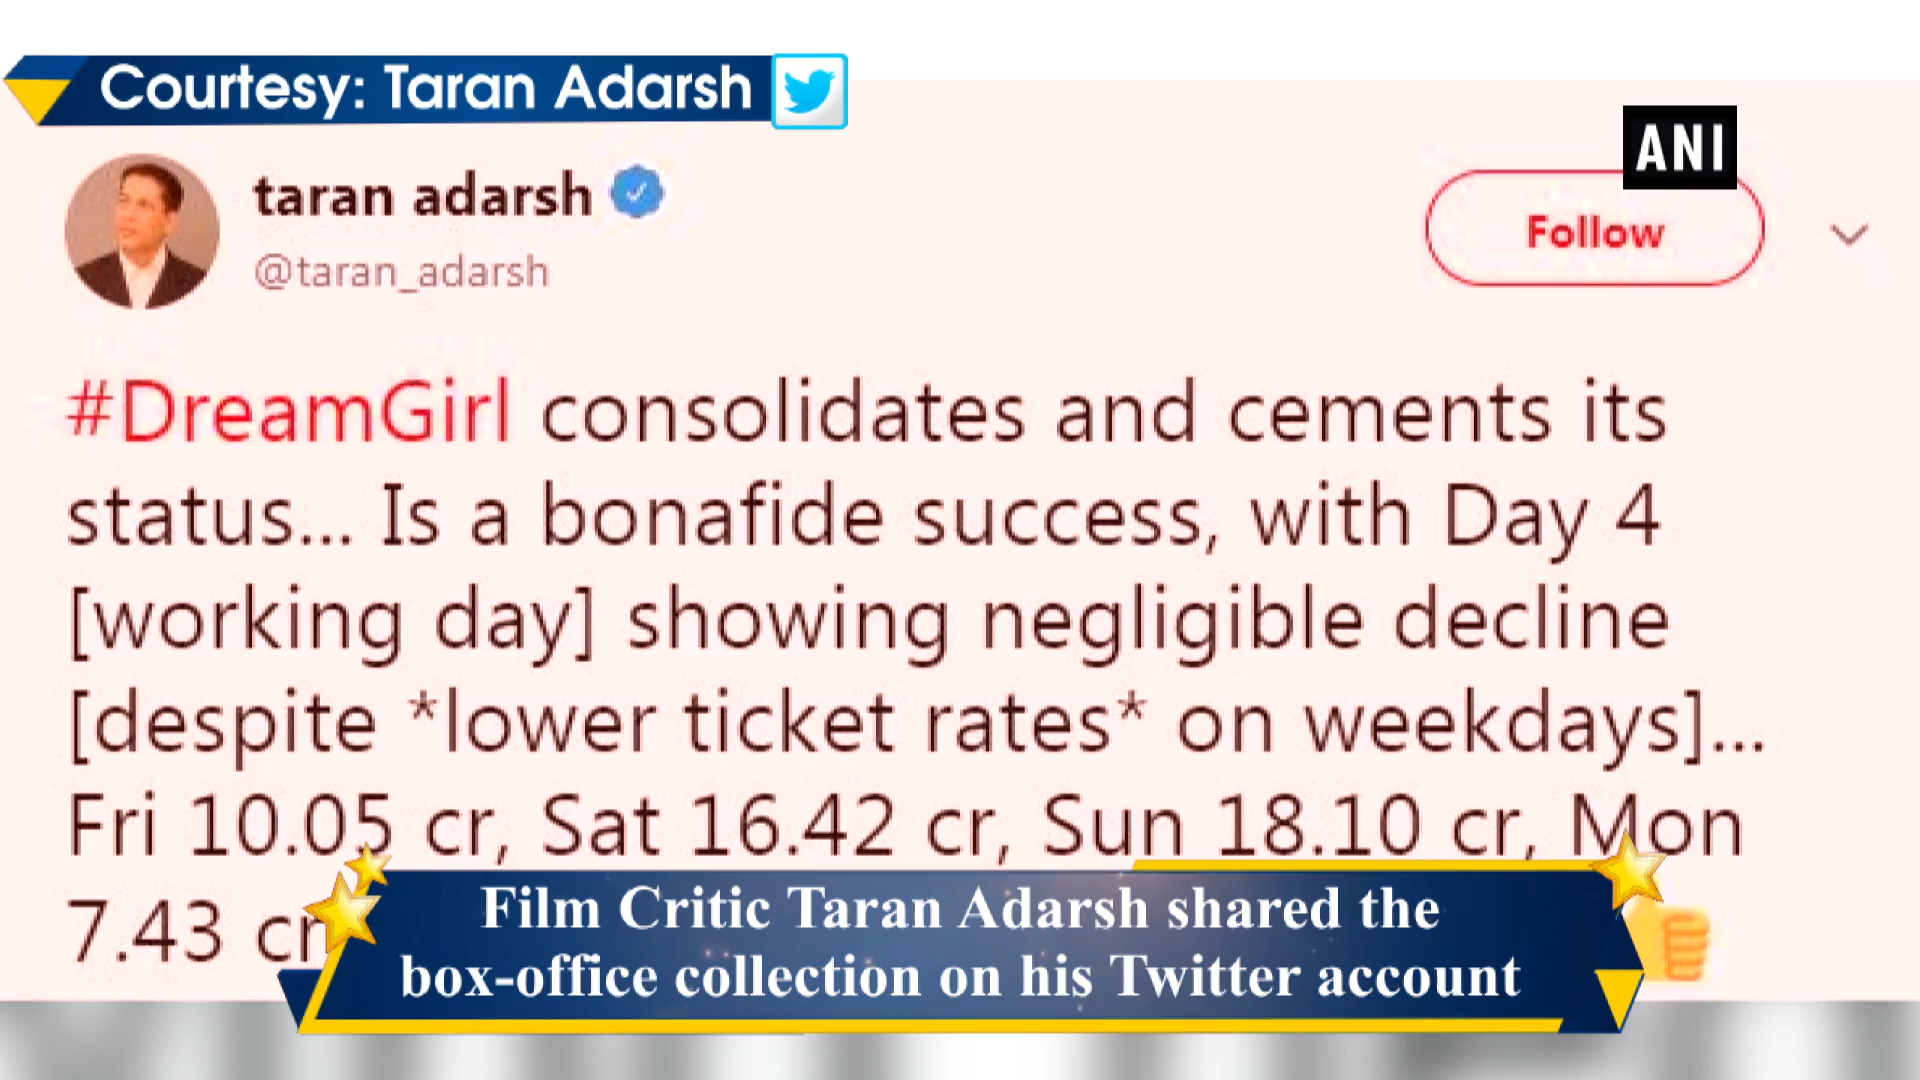 Courtesy: Taran Adarsh
ANI
taran adarsh
@taran_adarsh
Follow
#DreamGirl consolidates and cements its
status... Is a bonafide success, with Day 4
[working day] showing negligible decline
[despite *lower ticket rates* on weekdays]...
Fri 10.05 cr, Sat 16.42 cr, Sun 18.10 cr, Mon
7.43 cr
Film Critic Taran Adarsh shared the
box-office collection on his Twitter account